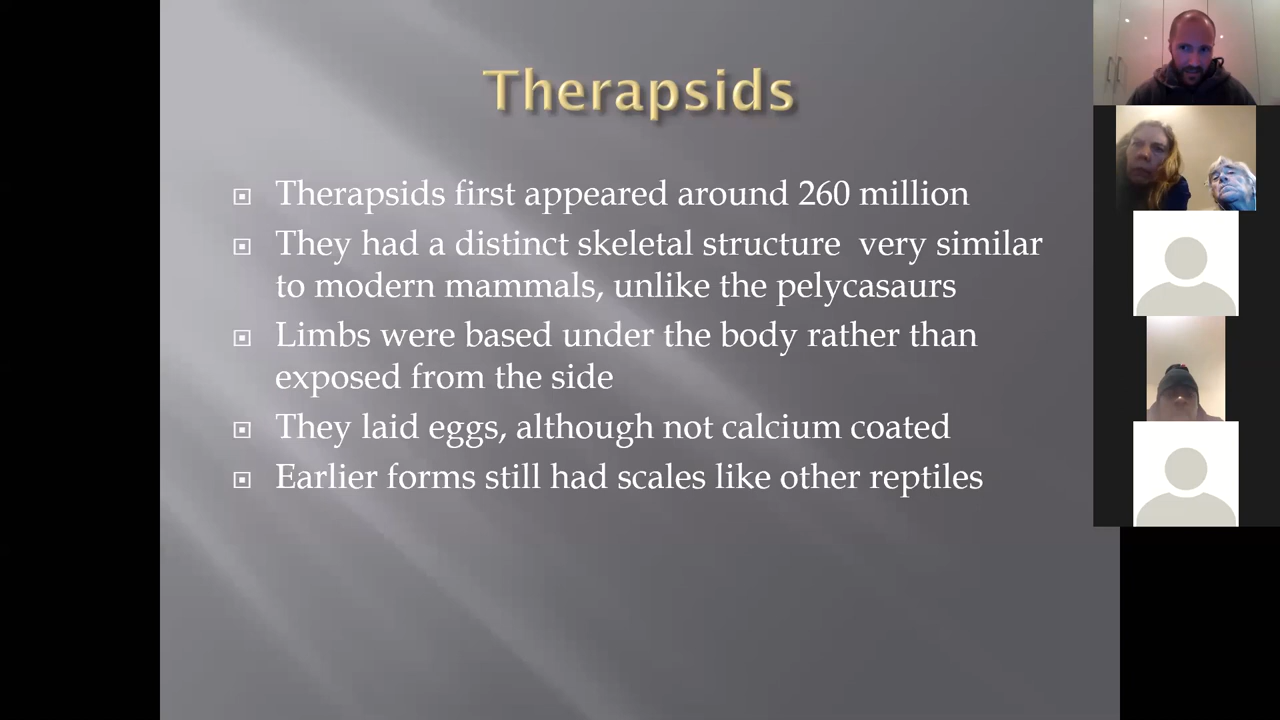 Therapsids
Therapsids first appeared around 260 million
They had a distinct skeletal structure  very similar
to modern mammals, unlike the pelycasaurs
Limbs were based under the body rather than
exposed from the side
They laid eggs, although not calcium coated
Earlier forms still had scales like other reptiles